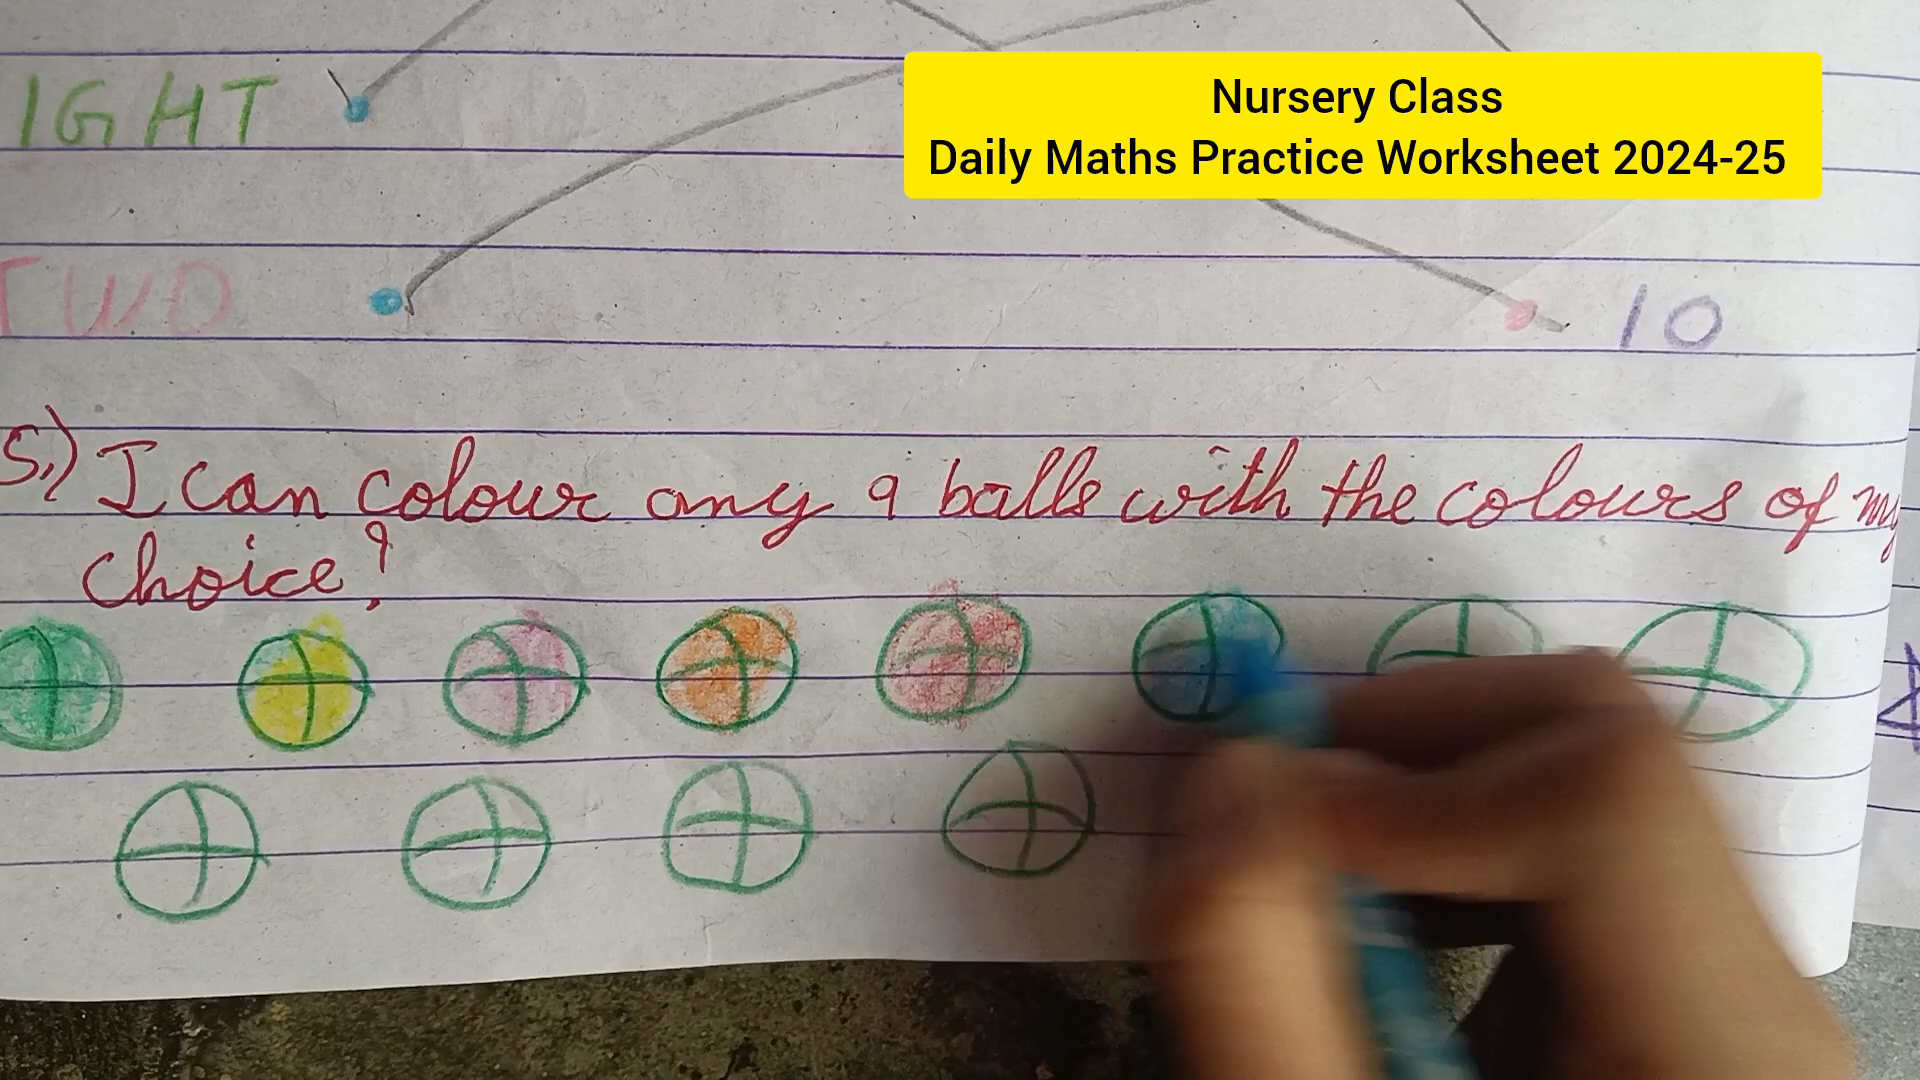 Nursery Class
Daily Maths Practice Worksheet 2024-25
IGHT
TWO 10
5.) I can colour any 9 balls with the colours of my
choice?